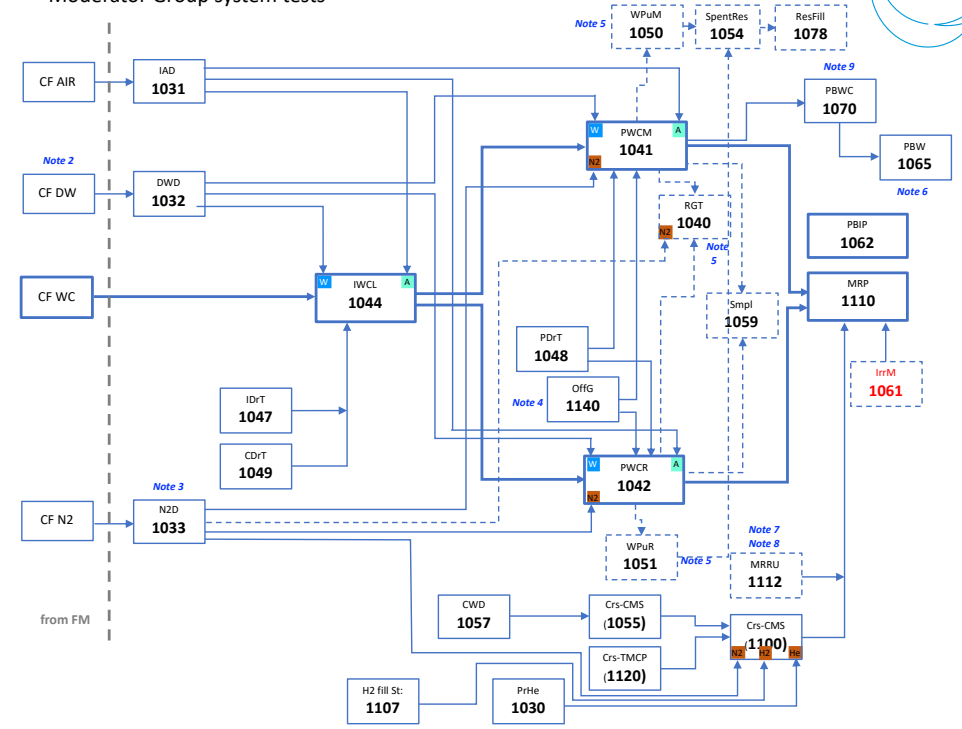 Moderator Group system tests
Note 5
WPuM
1050
SpentRes
1054
ResFill
1078
CF AIR
IAD
1031
Note 9
PBWC
1070
W
PWCM
A
1041
N2
PBW
1065
Note 6
Note 2
CF DW
DWD
1032
RGT
1040
N2
Note
5
PBIP
1062
CF WC
W
IWCL
A
1044
MRP
1110
Smpl
1059
PDrT
1048
IrrM
1061
Note 4
OffG
1140
IDrT
1047
CDrT
1049
W
PWCR
A
1042
N2
Note 3
CF N2
N2D
1033
WPuR
1051
Note 5
Note 7
Note 8
MRRU
1112
from FM
CWD
1057
Crs-CMS
(1055)
Crs-CMS
(1100)
N2
H2
He
Crs-TMCP
(1120)
H2 fill St:
1107
PrHe
1030